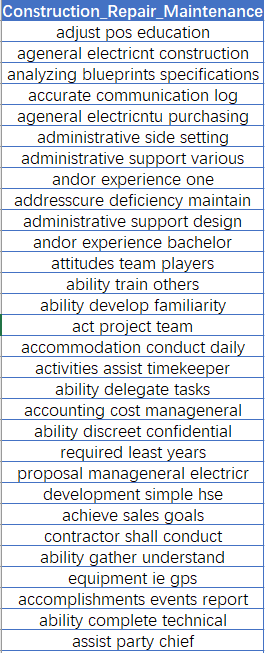 Construction_Repair_Maintenance
adjust pos education
ageneral electricnt construction
analyzing blueprints specifications
accurate communication log
ageneral electricntu purchasing
administrative side setting
administrative support various
andor experience one
addresscure deficiency maintain
administrative support design
andor experience bachelor
attitudes team players
ability train others
ability develop familiarity
act project team
accommodation conduct daily
activities assist timekeeper
ability delegate tasks
accounting cost manageneral
ability discreet confidential
required least years
proposal manageneral electricr
development simple hse
achieve sales goals
contractor shall conduct
ability gather understand
equipment ie gps
accomplishments events report
ability complete technical
assist party chief